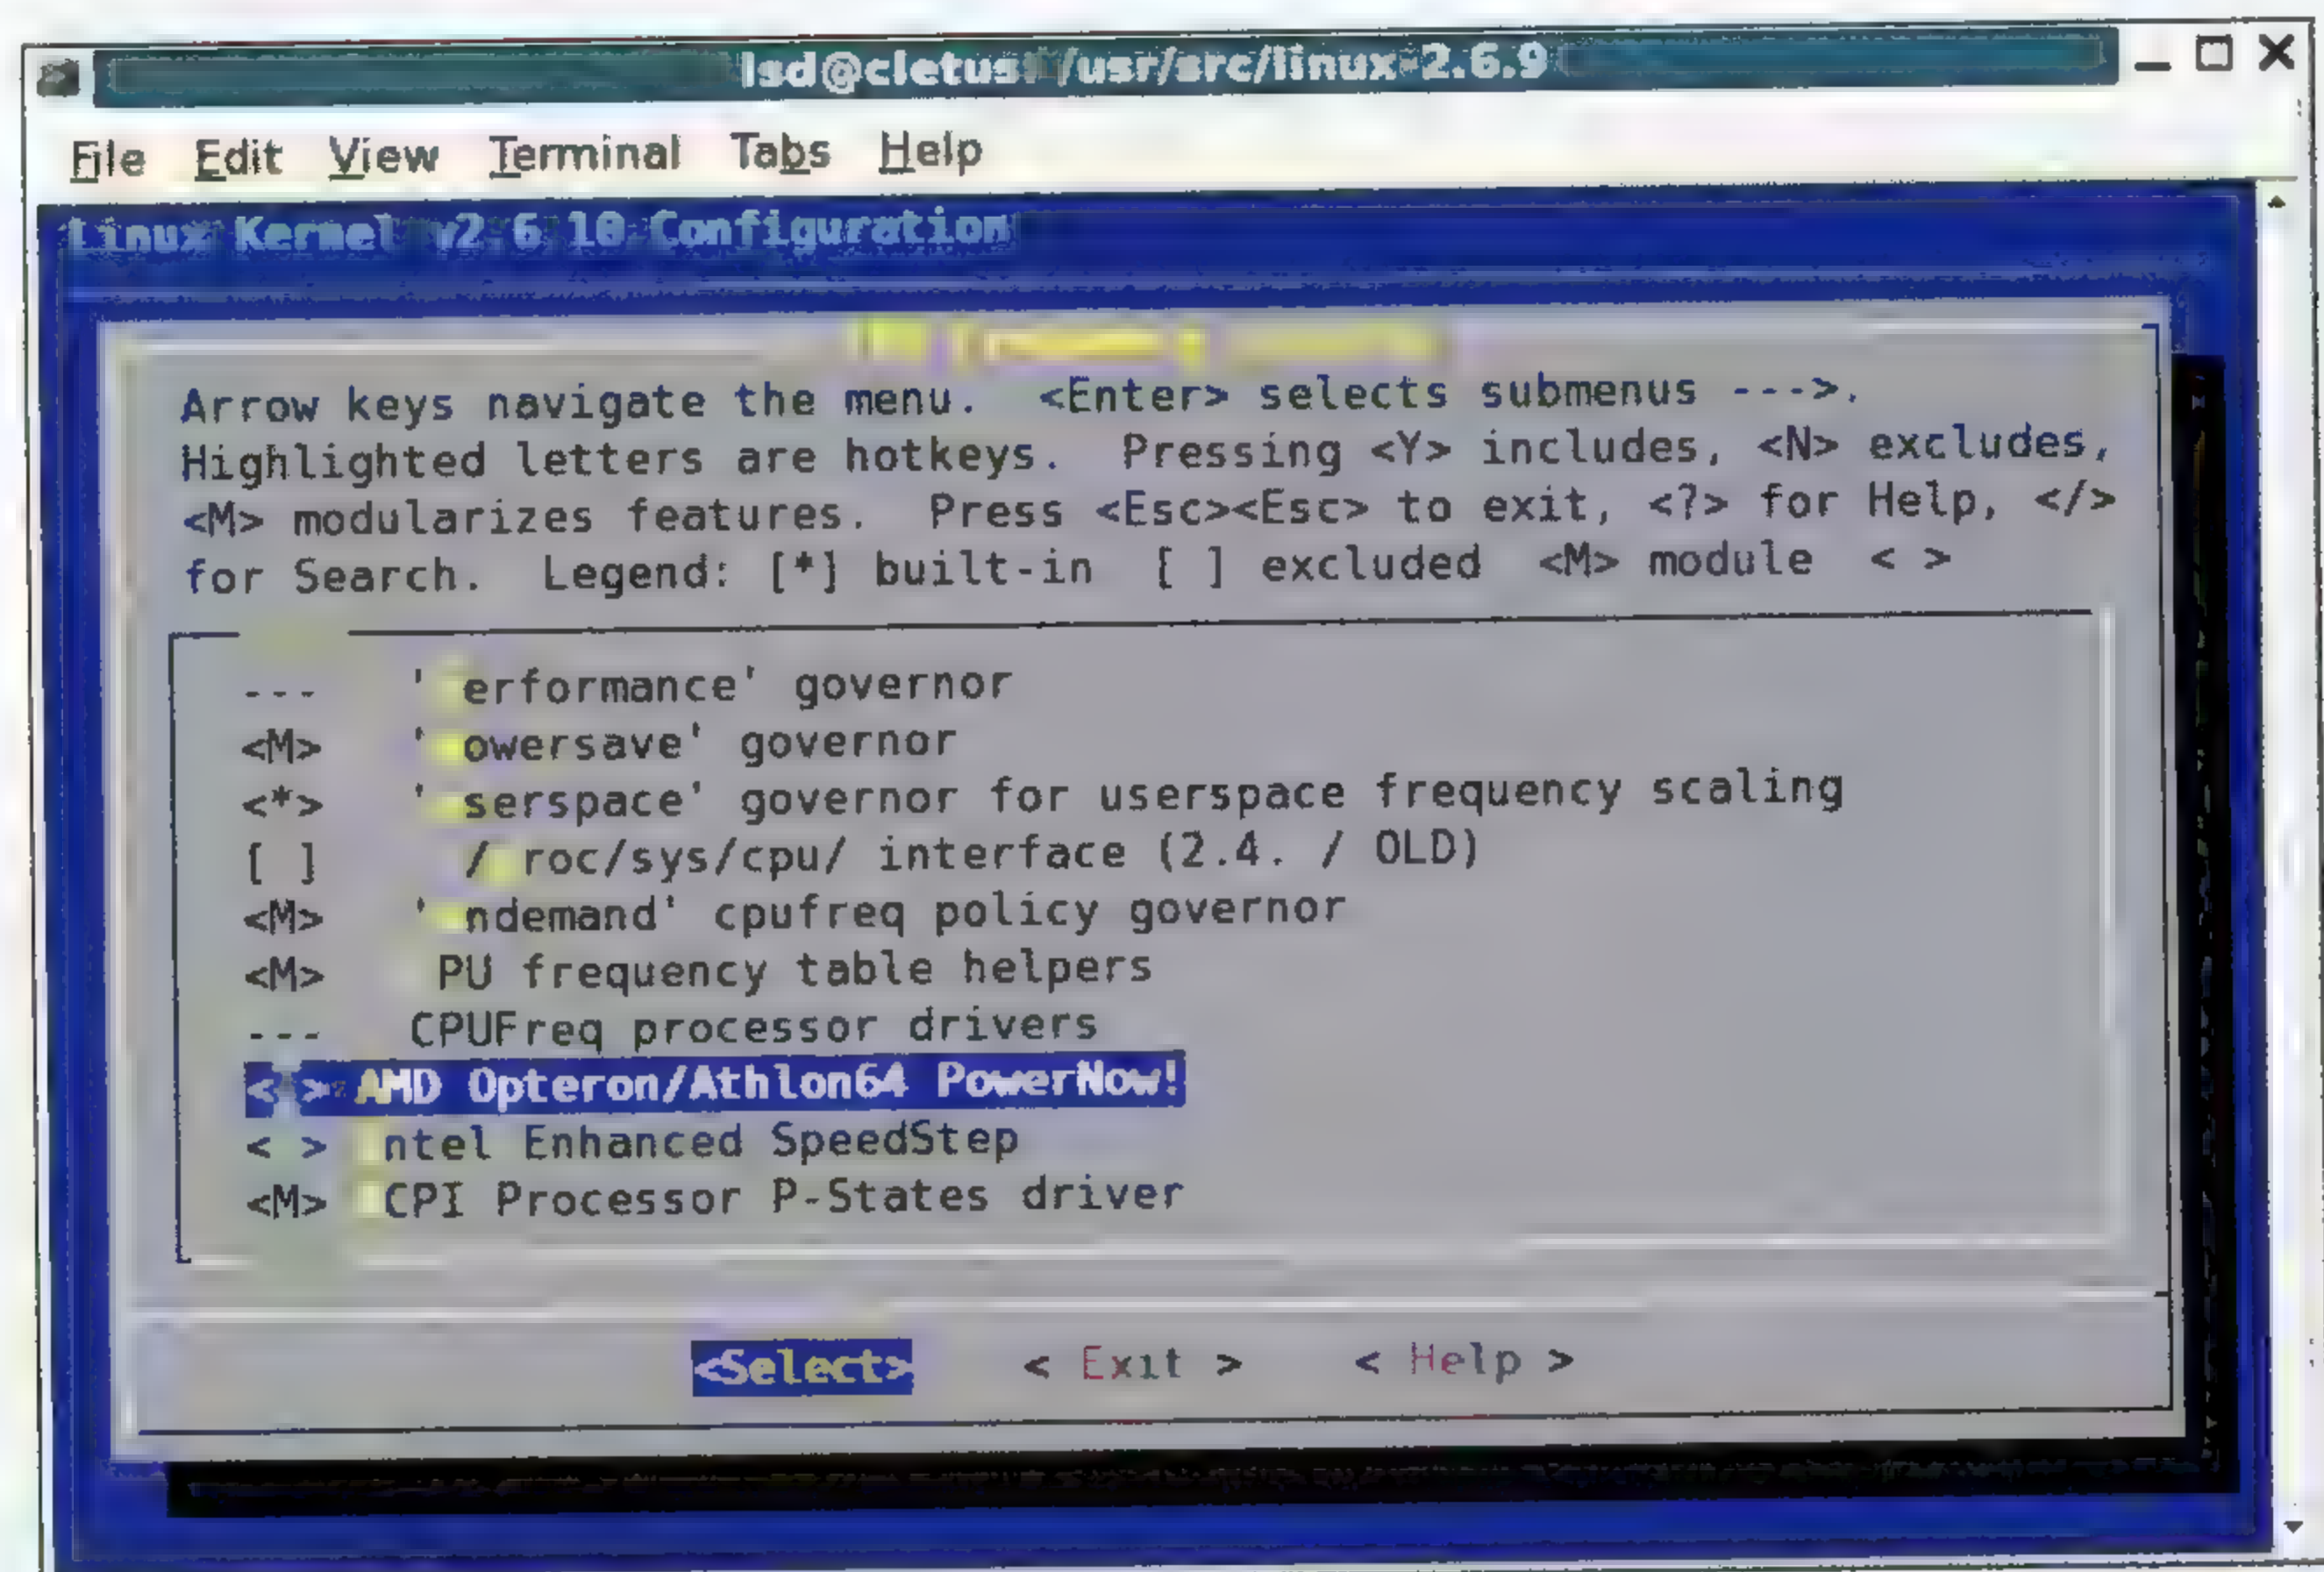 lsd@cletus: /usr/src/linux-2.6.9
File Edit View Terminal Tabs Help
Linux Kernel v2.6.10 Configuration
Arrow keys navigate the menu. <Enter> selects submenus --->.
Highlighted letters are hotkeys. Pressing <Y> includes, <N> excludes,
<M> modularizes features. Press <Esc><Esc> to exit, <?> for Help, </>
for Search. Legend: [*] built-in [ ] excluded <M> module < >
--- ' erformance' governor
<M> ' owersave' governor
<*> ' serspace' governor for userspace frequency scaling
[ ] / roc/sys/cpu/ interface (2.4. / OLD)
<M> ' ndemand' cpufreq policy governor
<M> PU frequency table helpers
--- CPUFreq processor drivers
< > AMD Opteron/Athlon64 PowerNow!
< > ntel Enhanced SpeedStep
<M> CPI Processor P-States driver
<Select> < Exit > < Help >